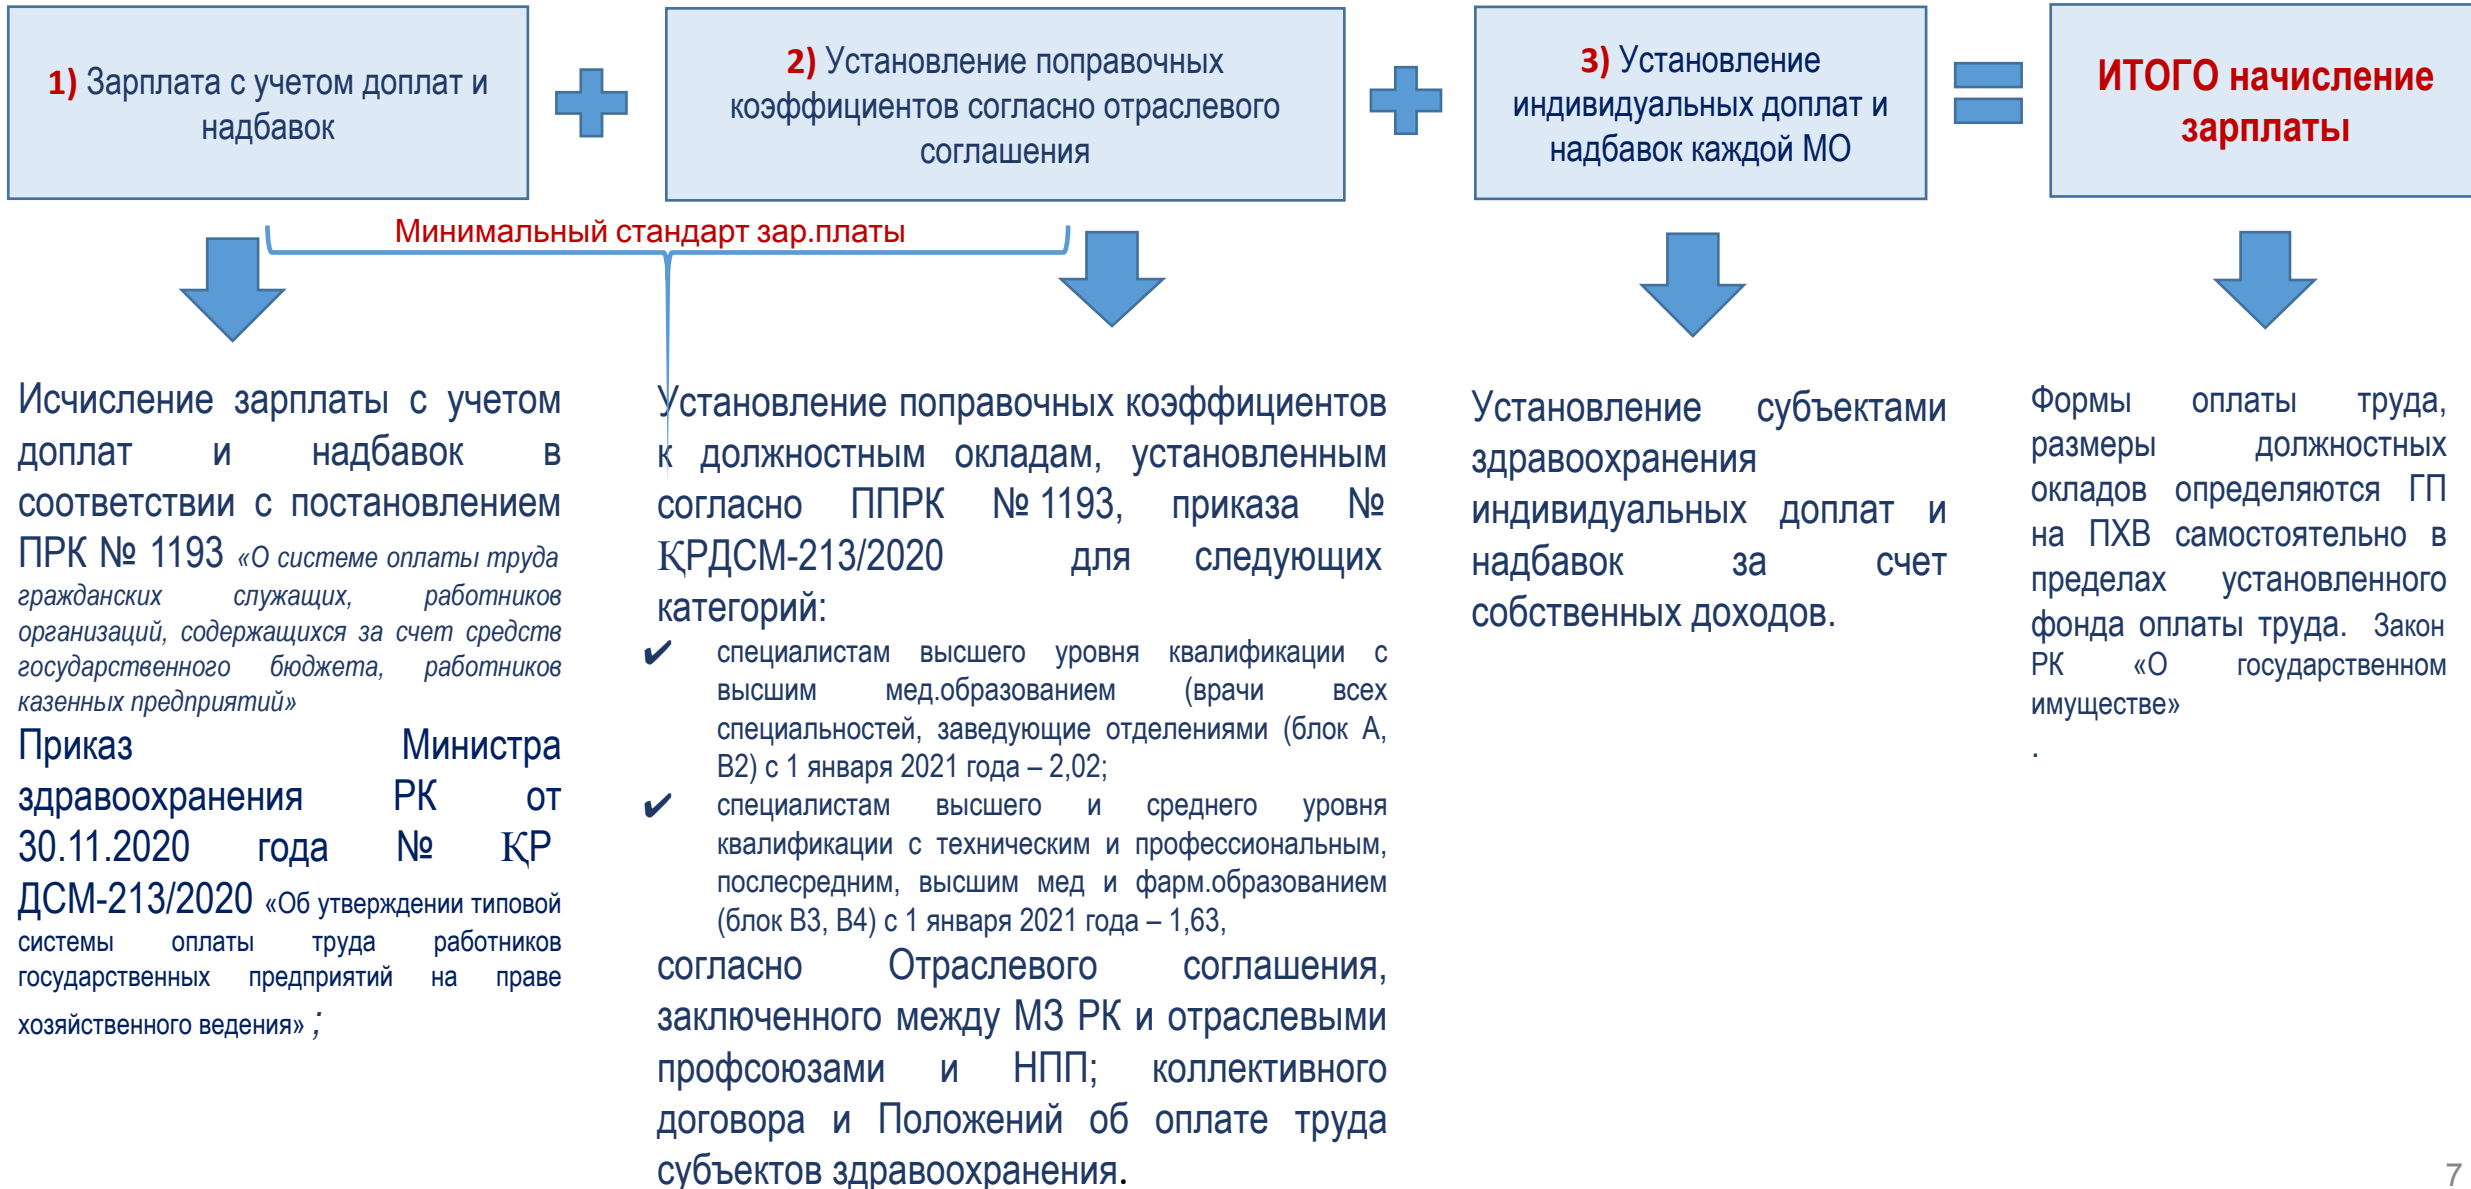 1) Зарплата с учетом доплат и
надбавок
2) Установление поправочных
коэффициентов согласно отраслевого
соглашения
3) Установление
индивидуальных доплат и
надбавок каждой МО
ИТОГО начисление
зарплаты
Минимальный стандарт зар.платы
Исчисление зарплаты с учетом
доплат и надбавок в
соответствии с постановлением
ПРК № 1193 «О системе оплаты труда
гражданских служащих, работников
организаций, содержащихся за счет средств
государственного бюджета, работников
казенных предприятий»
Приказ Министра
здравоохранения РК от
30.11.2020 года № ҚР
ДСМ-213/2020 «Об утверждении типовой
системы оплаты труда работников
государственных предприятий на праве
хозяйственного ведения» ;
Установление поправочных коэффициентов
к должностным окладам, установленным
согласно ППРК № 1193, приказа №
ҚРДСМ-213/2020 для следующих
категорий:
✔ специалистам высшего уровня квалификации с
высшим мед.образованием (врачи всех
специальностей, заведующие отделениями (блок А,
В2) с 1 января 2021 года – 2,02;
✔ специалистам высшего и среднего уровня
квалификации с техническим и профессиональным,
послесредним, высшим мед и фарм.образованием
(блок В3, В4) с 1 января 2021 года – 1,63,
согласно Отраслевого соглашения,
заключенного между МЗ РК и отраслевыми
профсоюзами и НПП; коллективного
договора и Положений об оплате труда
субъектов здравоохранения.
Установление субъектами
здравоохранения
индивидуальных доплат и
надбавок за счет
собственных доходов.
Формы оплаты труда,
размеры должностных
окладов определяются ГП
на ПХВ самостоятельно в
пределах установленного
фонда оплаты труда. Закон
РК «О государственном
имуществе»
.
7